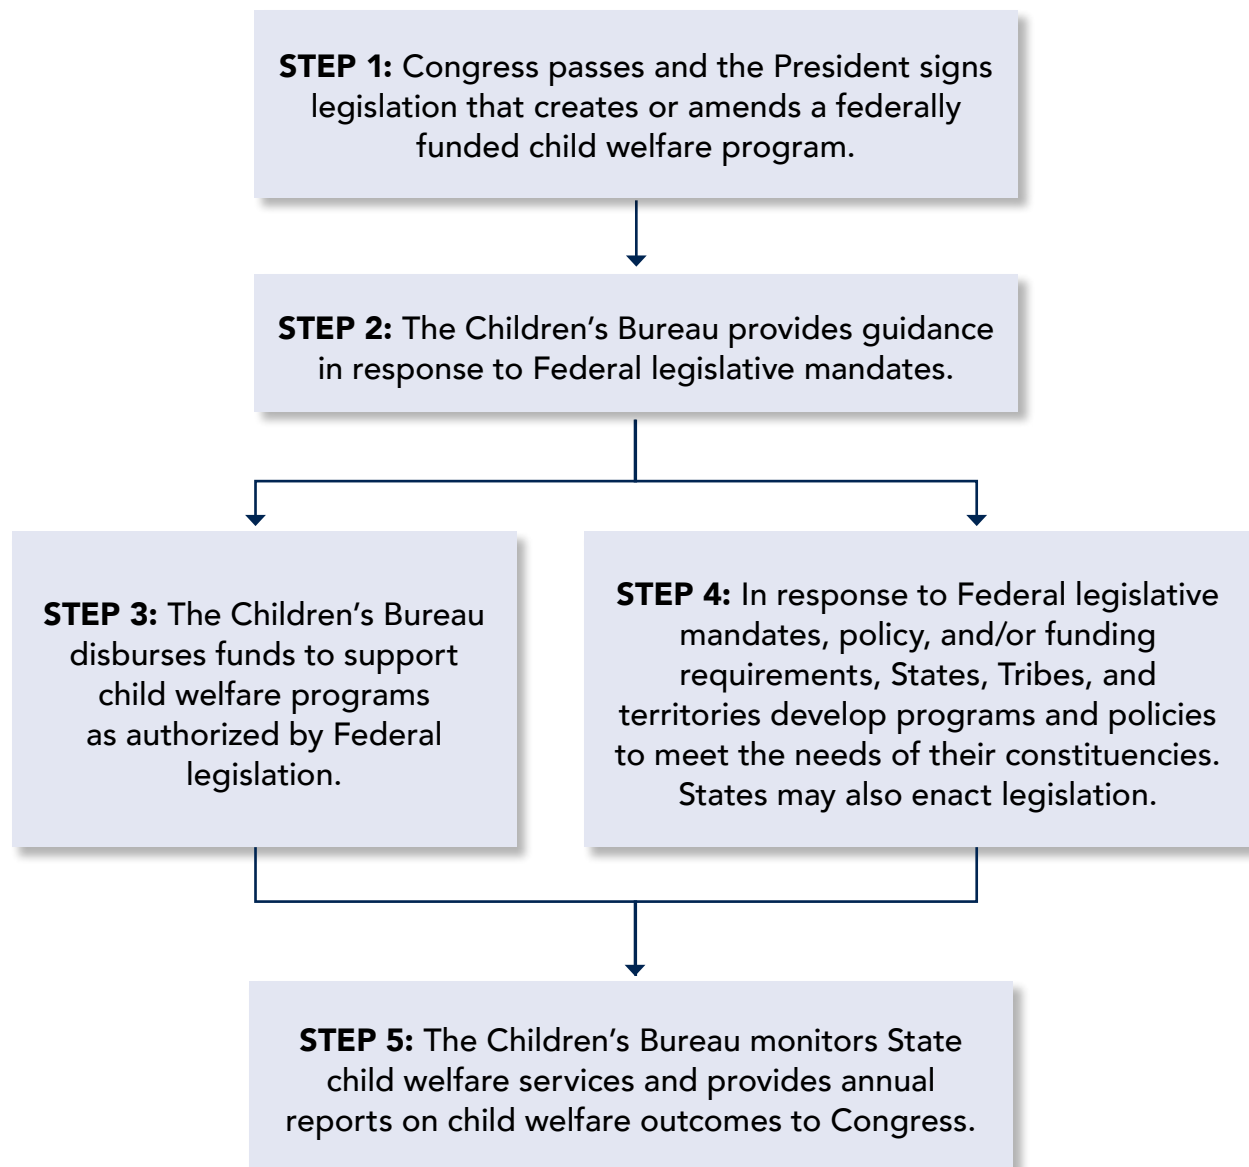 STEP 1: Congress passes and the President signs
legislation that creates or amends a federally
funded child welfare program.
STEP 2: The Children’s Bureau provides guidance
in response to Federal legislative mandates.
STEP 3: The Children’s Bureau
disburses funds to support
child welfare programs
as authorized by Federal
legislation.
STEP 4: In response to Federal legislative
mandates, policy, and/or funding
requirements, States, Tribes, and
territories develop programs and policies
to meet the needs of their constituencies.
States may also enact legislation.
STEP 5: The Children’s Bureau monitors State
child welfare services and provides annual
reports on child welfare outcomes to Congress.